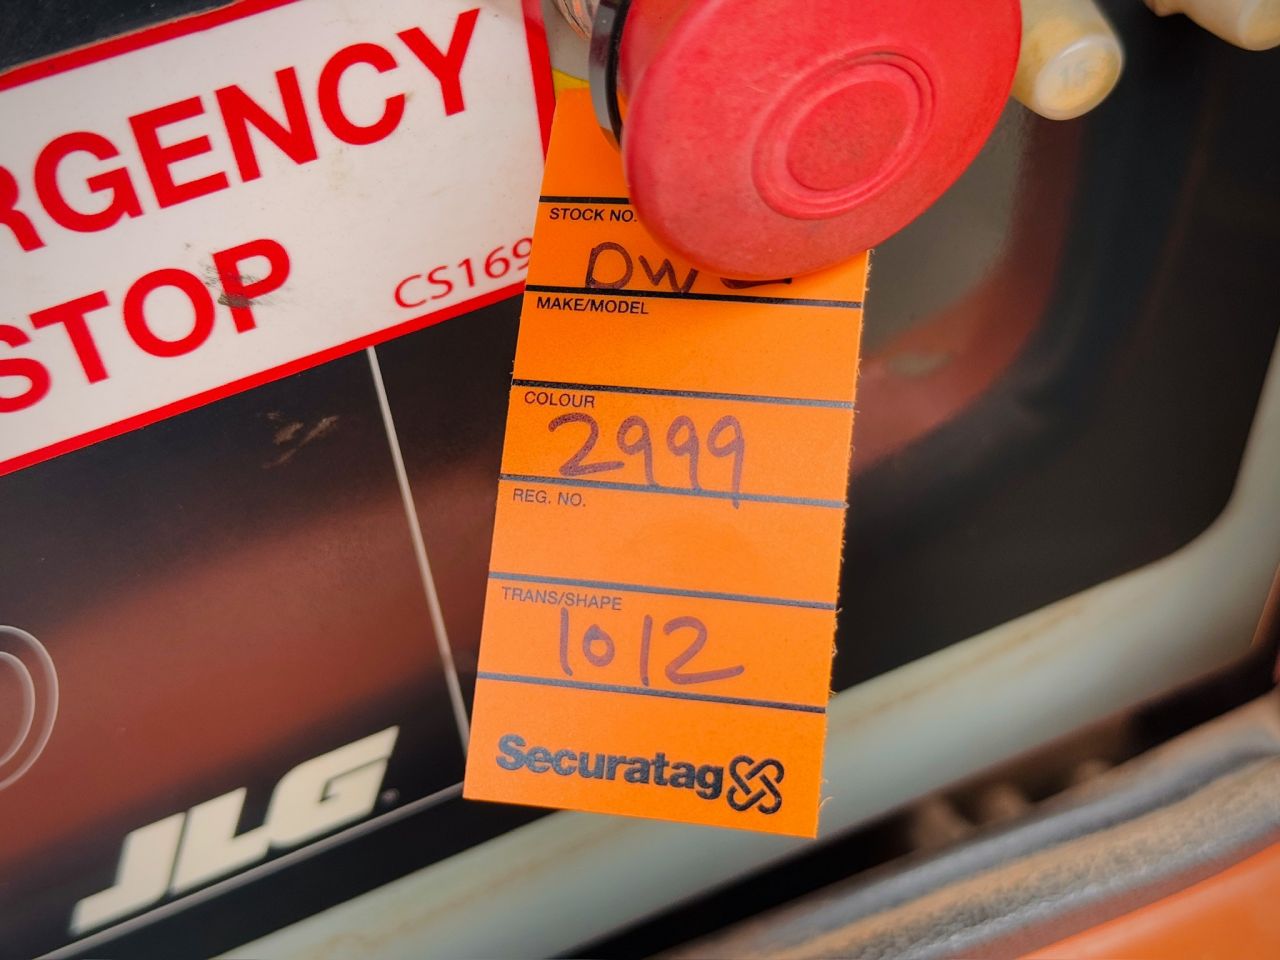 RGENCY
STOP
CS169
STOCK NO.
DW
MAKE/MODEL
COLOUR
2999
REG. NO.
TRANS/SHAPE
1012
Securatag
JLG